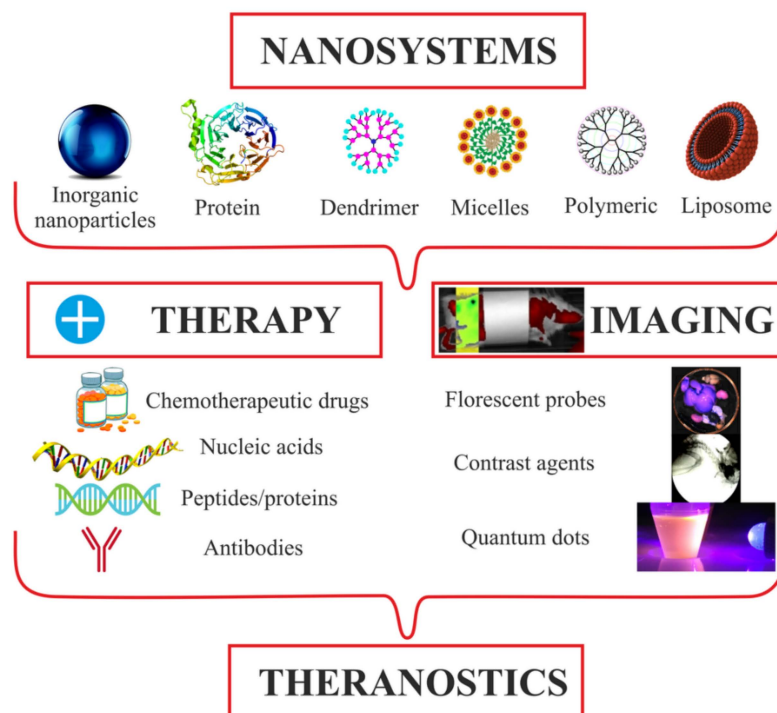 NANOSYSTEMS
Inorganic
nanoparticles
Protein
Dendrimer
Micelles
Polymeric
Liposome
THERAPY
IMAGING
Chemotherapeutic drugs
Nucleic acids
Peptides/proteins
Antibodies
Florescent probes
Contrast agents
Quantum dots
THERANOSTICS